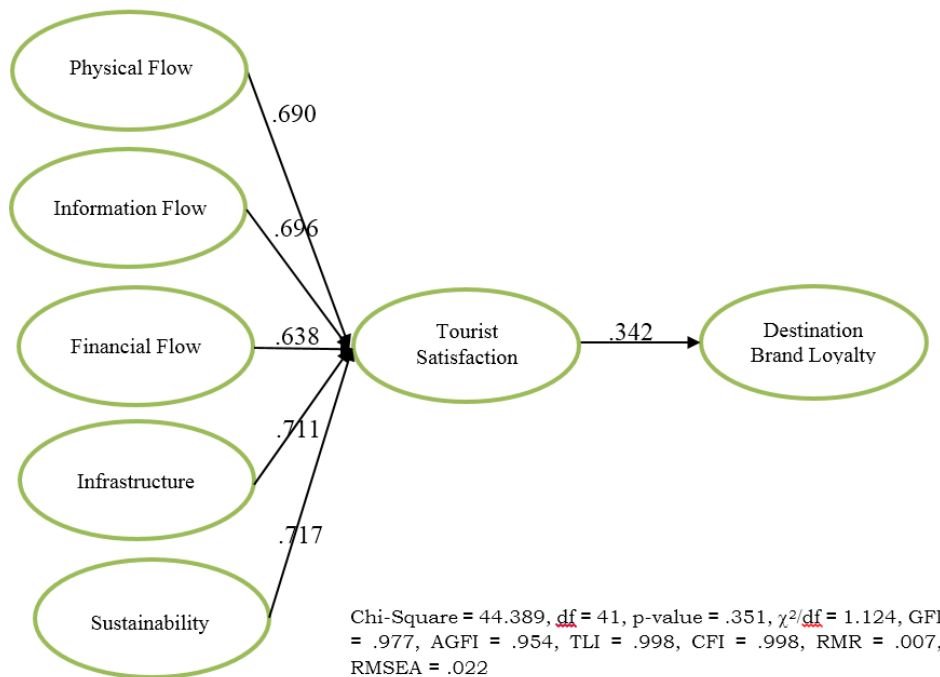 Physical Flow
.690
Information Flow
.696
Financial Flow
.638
Tourist
Satisfaction
.342
Destination
Brand Loyalty
.711
Infrastructure
.717
Sustainability
Chi-Square = 44.389, df = 41, p-value = .351, χ²/df = 1.124, GFI
= .977, AGFI = .954, TLI = .998, CFI = .998, RMR = .007,
RMSEA = .022